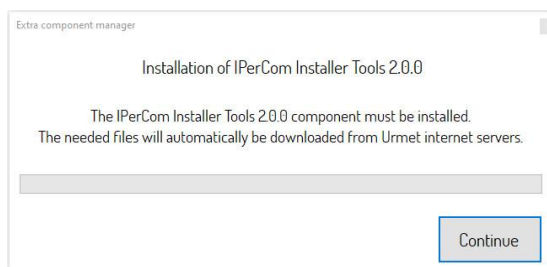 Extra component manager
Installation of IPerCom Installer Tools 2.0.0
The IPerCom Installer Tools 2.0.0 component must be installed.
The needed files will automatically be downloaded from Urmet internet servers.
Continue